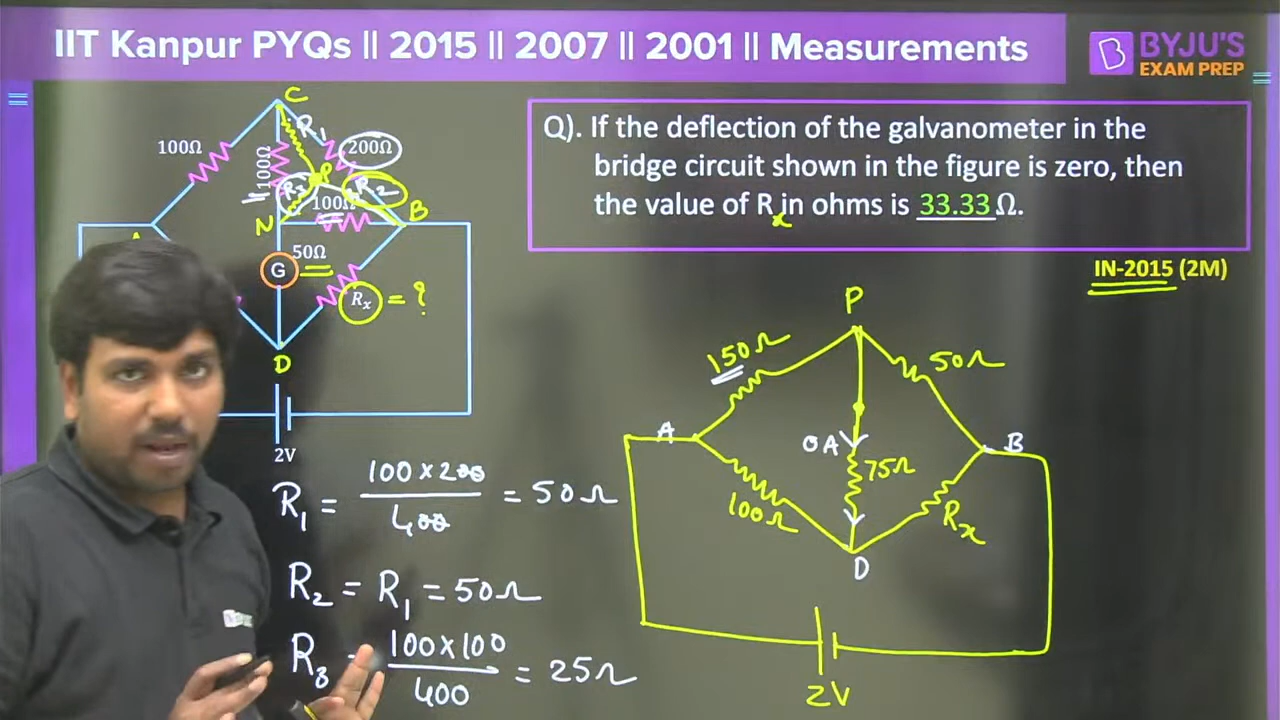 IIT Kanpur PYQs || 2015 || 2007 || 2001 || Measurements
BYJU'S
EXAM PREP
Q). If the deflection of the galvanometer in the
bridge circuit shown in the figure is zero, then
the value of R x in ohms is 33.33 Ω.
IN-2015 (2M)
C
R1
100Ω
100Ω
200Ω
P
R2
100Ω
N
B
A
50Ω
G
Rx = ?
D
2V
R1 = 100 × 200 / 400 = 50Ω
R2 = R1 = 50Ω
R3 = 100 × 100 / 400 = 25Ω
P
150Ω
50Ω
A
0A
B
75Ω
100Ω
Rx
D
2V